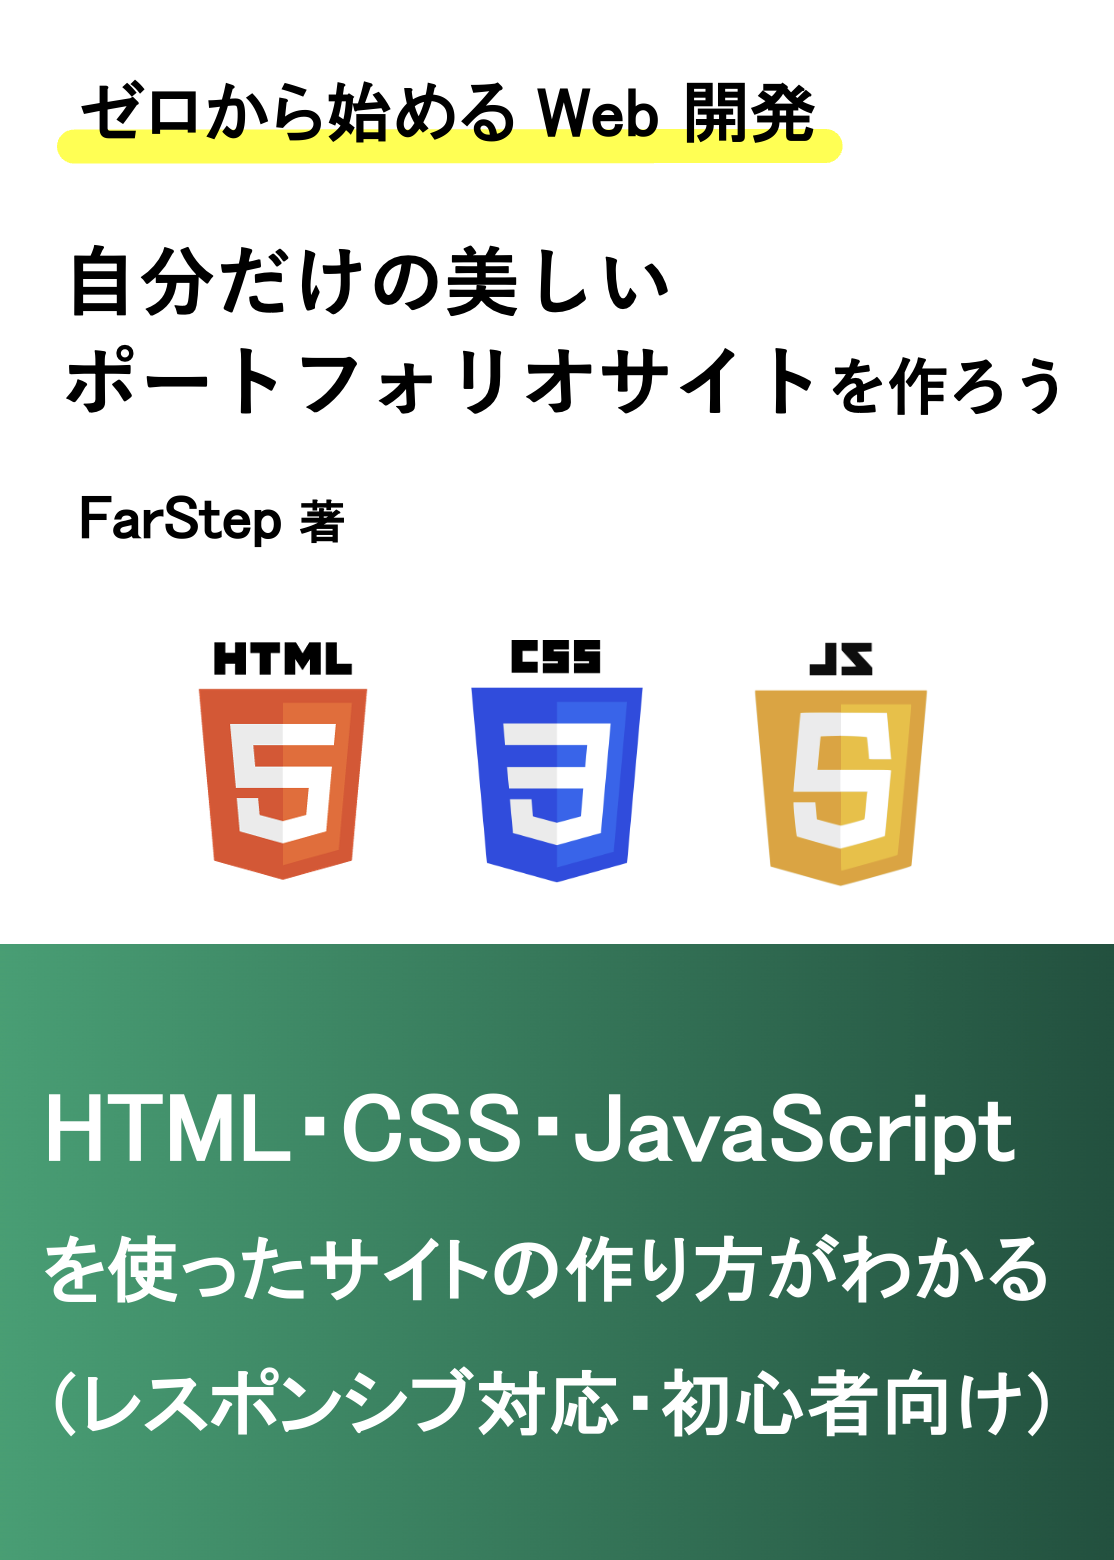 ゼロから始める Web 開発
自分だけの美しい
ポートフォリオサイトを作ろう
FarStep 著
HTML CSS JS
5 3 S
HTML・CSS・JavaScript
を使ったサイトの作り方がわかる
（レスポンシブ対応・初心者向け）